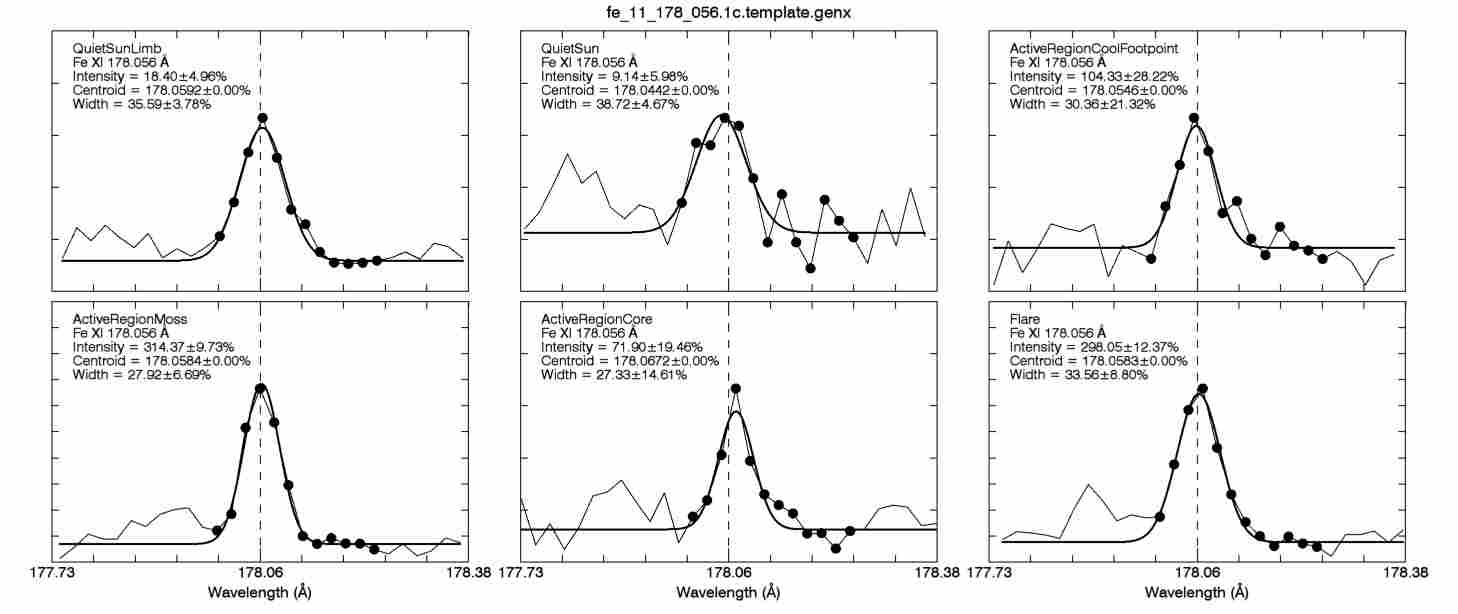 fe_11_178_056.1c.template.genx
QuietSunLimb
Fe XI 178.056 Å
Intensity = 18.40±4.96%
Centroid = 178.0592±0.00%
Width = 35.59±3.78%
QuietSun
Fe XI 178.056 Å
Intensity = 9.14±5.98%
Centroid = 178.0442±0.00%
Width = 38.72±4.67%
ActiveRegionCoolFootpoint
Fe XI 178.056 Å
Intensity = 104.33±28.22%
Centroid = 178.0546±0.00%
Width = 30.36±21.32%
ActiveRegionMoss
Fe XI 178.056 Å
Intensity = 314.37±9.73%
Centroid = 178.0584±0.00%
Width = 27.92±6.69%
ActiveRegionCore
Fe XI 178.056 Å
Intensity = 71.90±19.46%
Centroid = 178.0672±0.00%
Width = 27.33±14.61%
Flare
Fe XI 178.056 Å
Intensity = 298.05±12.37%
Centroid = 178.0583±0.00%
Width = 33.56±8.80%
177.73 178.06 178.38 177.73 178.06 178.38 177.73 178.06 178.38
Wavelength (Å) Wavelength (Å) Wavelength (Å)